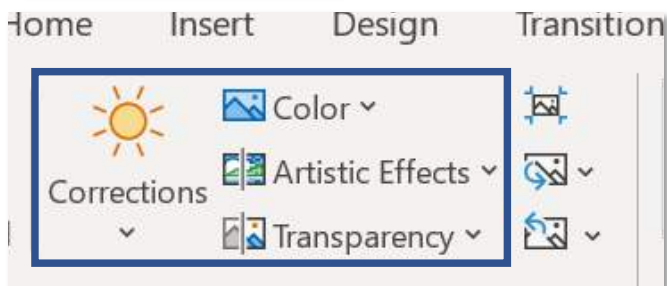 Home Insert Design Transition
Color
Artistic Effects
Corrections
Transparency